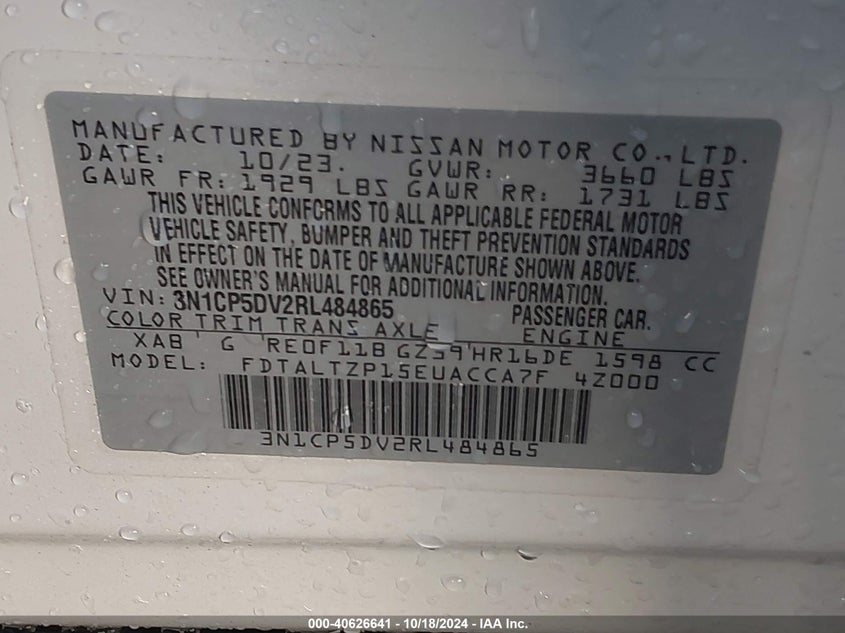 MANUFACTURED BY NISSAN MOTOR CO., LTD.
DATE: 10/23. GVWR: 3660 LBS
GAWR FR: 1929 LBS GAWR RR: 1731 LBS
THIS VEHICLE CONFORMS TO ALL APPLICABLE FEDERAL MOTOR
VEHICLE SAFETY, BUMPER AND THEFT PREVENTION STANDARDS
IN EFFECT ON THE DATE OF MANUFACTURE SHOWN ABOVE.
SEE OWNER'S MANUAL FOR ADDITIONAL INFORMATION.
VIN: 3N1CP5DV2RL484865 PASSENGER CAR.
COLOR TRIM TRANS AXLE ENGINE
XAB G RE0F11B GZ59 HR16DE 1598 CC
MODEL: FDTALTZP15EUACCA7F 4Z000
3N1CP5DV2RL484865
000-40626641 - 10/18/2024 - IAA Inc.